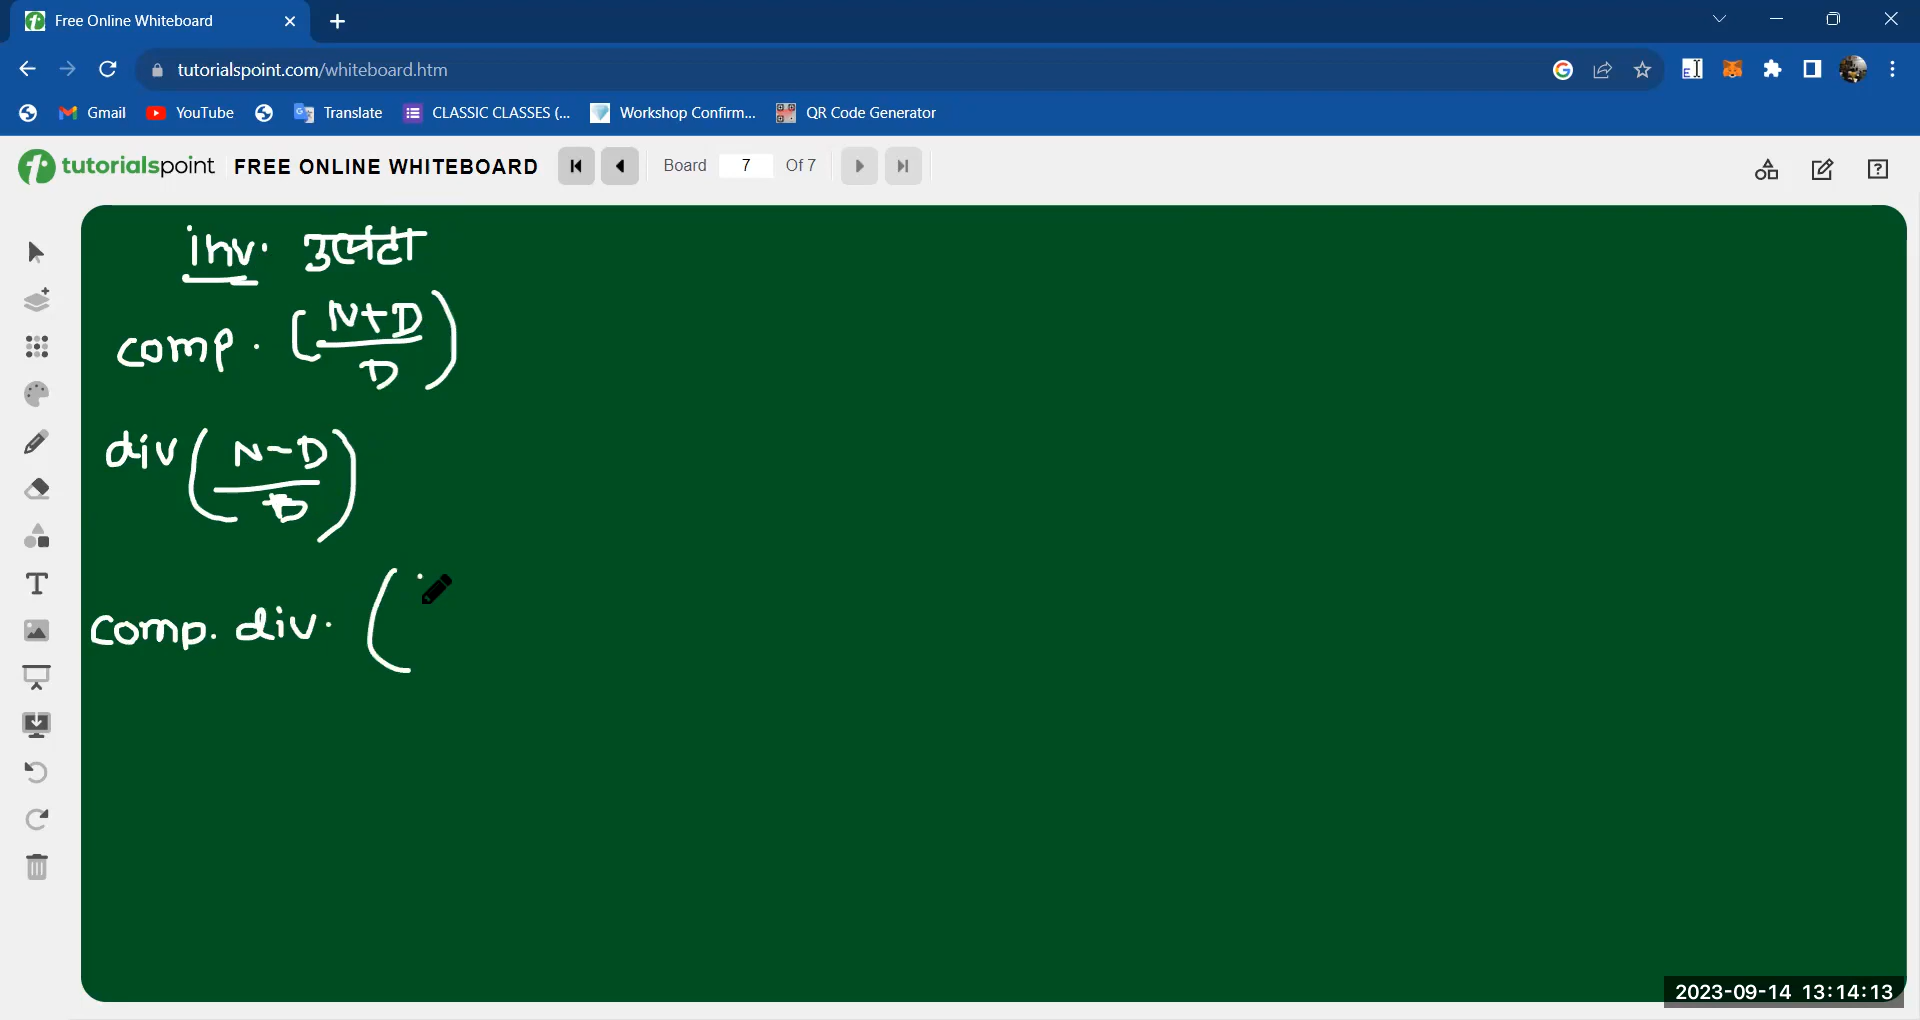 Free Online Whiteboard
tutorialspoint.com/whiteboard.htm
Gmail YouTube Translate CLASSIC CLASSES (... Workshop Confirm... QR Code Generator
tutorialspoint FREE ONLINE WHITEBOARD Board 7 Of 7
inv. उल्टा
comp. (N+D
D)
div (N-D
D)
comp. div. (
2023-09-14 13:14:13